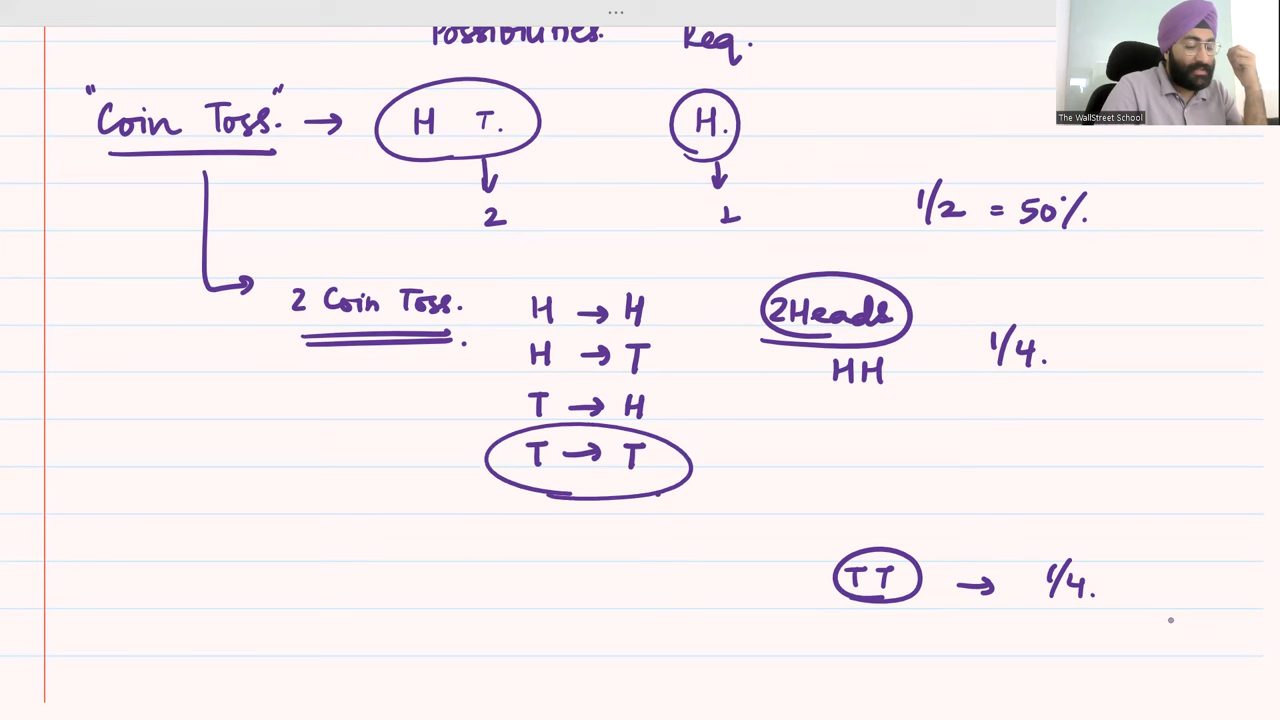 Possibilities. Req.
The WallStreet School
"Coin Toss." → H T. H.
2 1
1/2 = 50%.
2 Coin Toss. H → H 2Heads
H → T HH 1/4.
T → H
T → T
TT → 1/4.